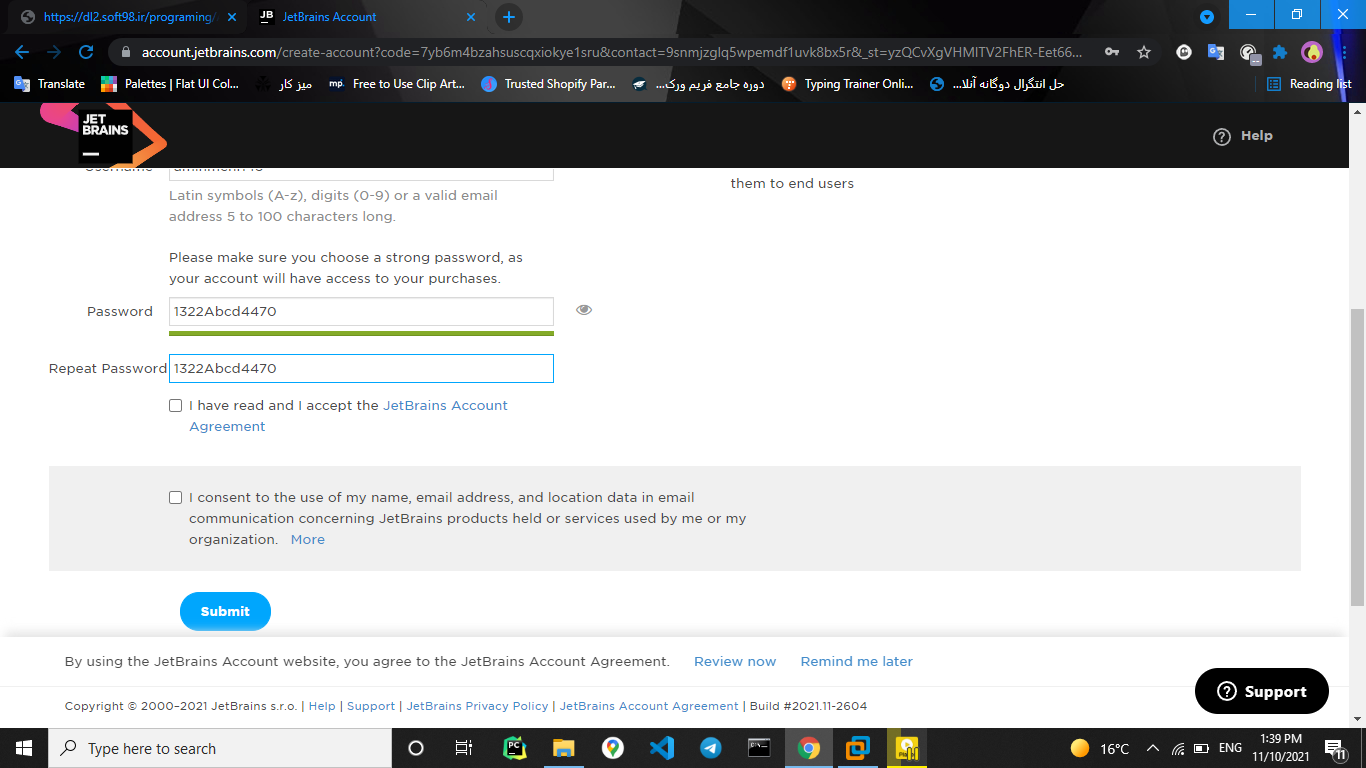 https://dl2.soft98.ir/programing/
JetBrains Account
account.jetbrains.com/create-account?code=7yb6m4bzahsuscqxiokye1sru&contact=9snmjzglq5wpemdf1uvk8bx5r&_st=yzQCvXgVHMlTV2FhER-Eet66...
Translate
Palettes | Flat UI Col...
میز کار
Free to Use Clip Art...
Trusted Shopify Par...
دوره جامع فریم ورک...
Typing Trainer Onli...
حل انتگرال دوگانه آنلا...
Reading list
JET
BRAINS
Help
Username
them to end users
Latin symbols (A-z), digits (0-9) or a valid email
address 5 to 100 characters long.
Please make sure you choose a strong password, as
your account will have access to your purchases.
Password
1322Abcd4470
Repeat Password
1322Abcd4470
I have read and I accept the JetBrains Account
Agreement
I consent to the use of my name, email address, and location data in email
communication concerning JetBrains products held or services used by me or my
organization. More
Submit
By using the JetBrains Account website, you agree to the JetBrains Account Agreement. Review now Remind me later
Support
Copyright © 2000–2021 JetBrains s.r.o. | Help | Support | JetBrains Privacy Policy | JetBrains Account Agreement | Build #2021.11-2604
Type here to search
16°C
ENG
1:39 PM
11/10/2021
11